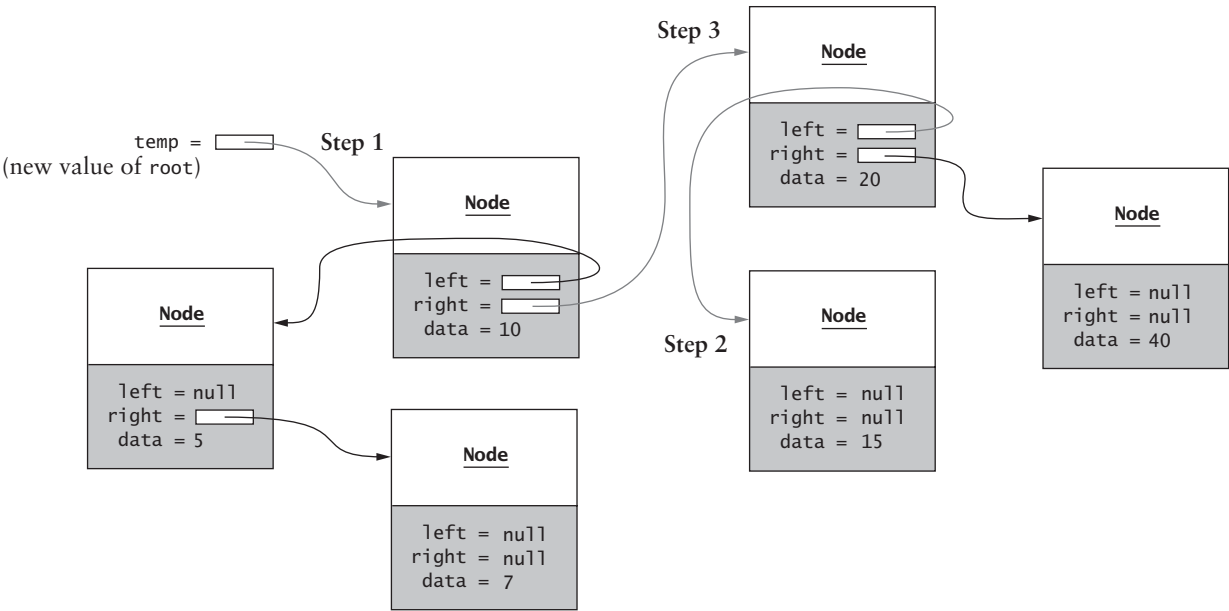 Step 3
Node
left =
right =
data = 20
temp =
(new value of root)
Step 1
Node
left =
right =
data = 10
Node
left = null
right = null
data = 40
Node
left = null
right =
data = 5
Step 2
Node
left = null
right = null
data = 15
Node
left = null
right = null
data = 7